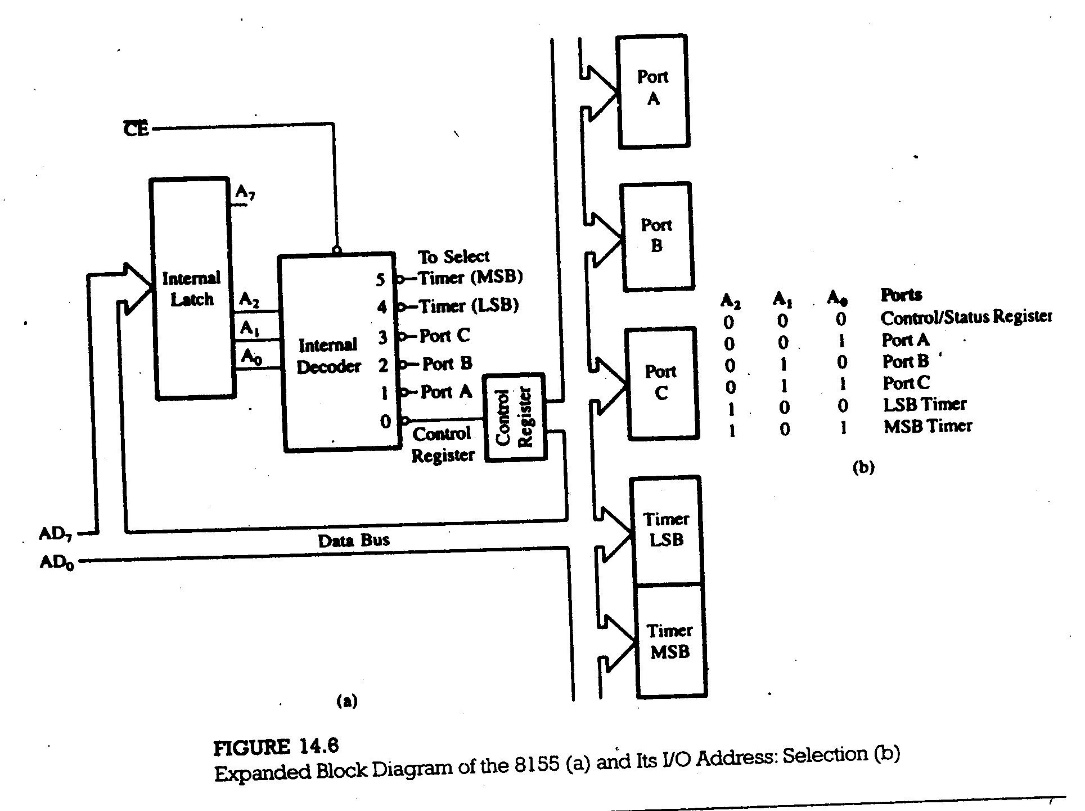 Port
A
CE
A7
Port
B
To Select
Internal
Latch
5 Timer (MSB)
A2
4 Timer (LSB)
A1
Internal
Decoder
3 Port C
A0
2 Port B
1 Port A
0
Control
Register
Control
Register
Port
C
A2 A1 A0 Ports
0 0 0 Control/Status Register
0 0 1 Port A
0 1 0 Port B
0 1 1 Port C
1 0 0 LSB Timer
1 0 1 MSB Timer
(b)
AD7
Data Bus
AD0
Timer
LSB
Timer
MSB
(a)
FIGURE 14.6
Expanded Block Diagram of the 8155 (a) and Its I/O Address: Selection (b)